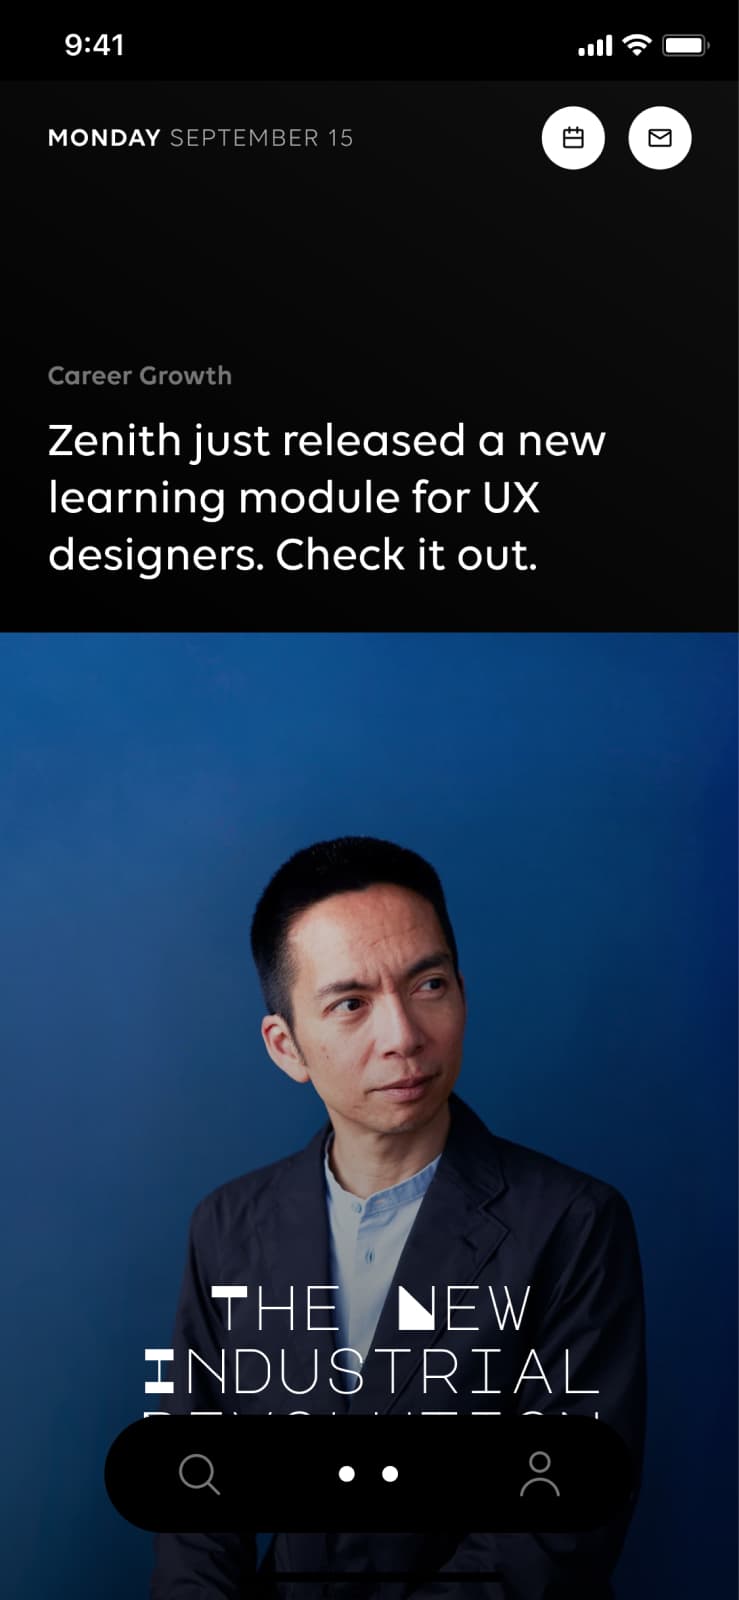 9:41
MONDAY SEPTEMBER 15
Career Growth
Zenith just released a new
learning module for UX
designers. Check it out.
THE NEW
INDUSTRIAL